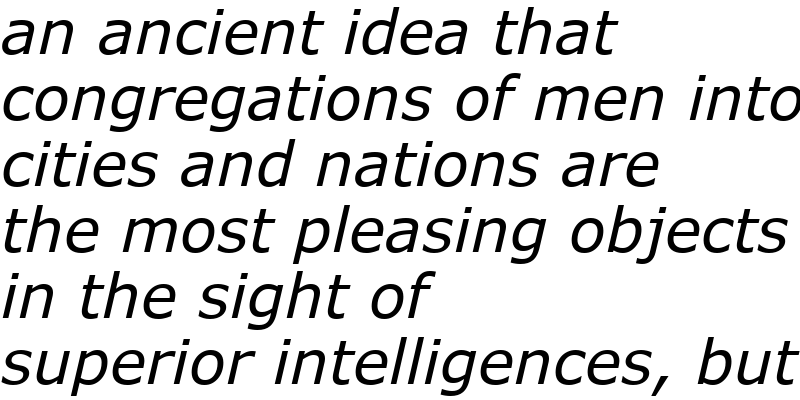 an ancient idea that
congregations of men into
cities and nations are
the most pleasing objects
in the sight of
superior intelligences, but